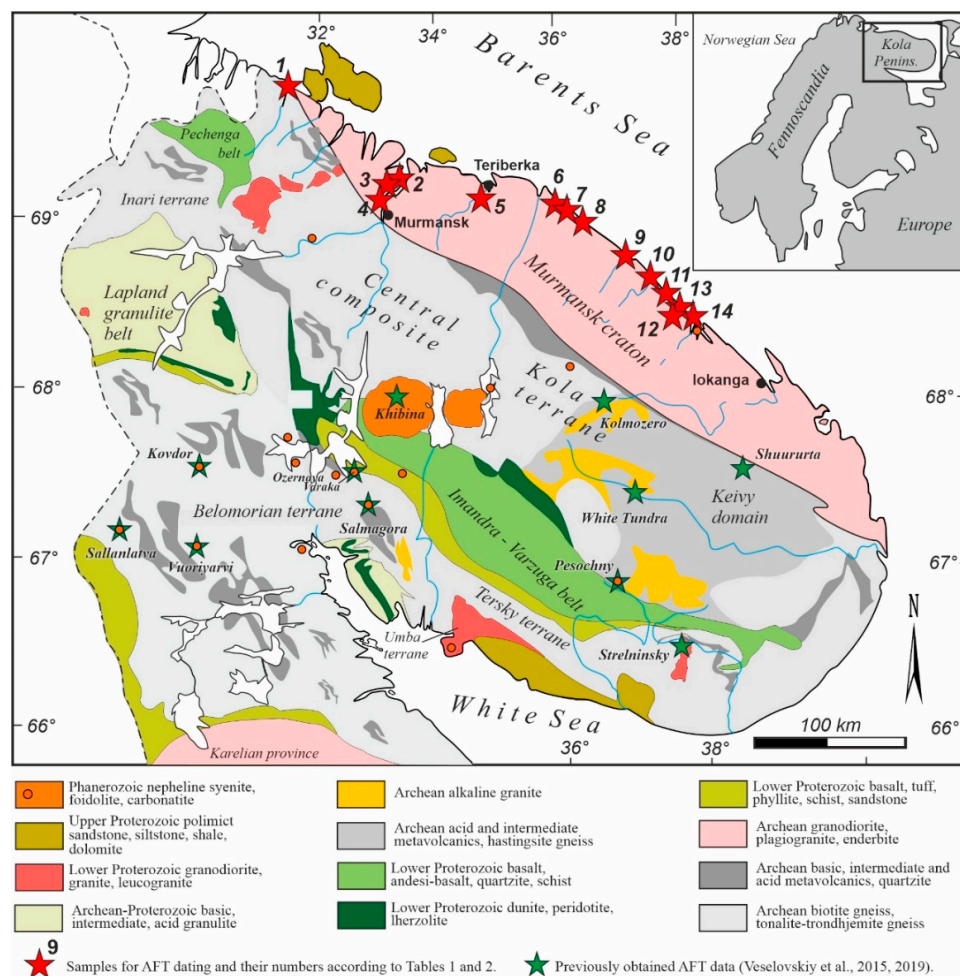 32°
34°
36°
38°
Barents Sea
Norwegian Sea
Kola
Penins.
Fennoscandia
Europe
1
Pechenga
belt
Inari terrane
69°
3
2
4
Murmansk
Teriberka
5
6
7
8
9
10
11
13
12
14
Murmansk craton
Iokanga
Lapland
granulite
belt
Central
composite
Kola
terrane
68°
68°
Khibina
Kolmozero
Shuururta
Kovdor
Ozernaya
Varaka
Belomorian terrane
Salmagora
White Tundra
Keivy
domain
67°
67°
Sallanlatva
Vuoriyarvi
Imandra - Varzuga belt
Pesochny
Tersky terrane
Umba
terrane
Strelninsky
N
White Sea
66°
66°
100 km
Karelian province
36°
38°
Phanerozoic nepheline syenite,
foidolite, carbonatite
Upper Proterozoic polimict
sandstone, siltstone, shale,
dolomite
Lower Proterozoic granodiorite,
granite, leucogranite
Archean-Proterozoic basic,
intermediate, acid granulite
Archean alkaline granite
Archean acid and intermediate
metavolcanics, hastingsite gneiss
Lower Proterozoic basalt,
andesi-basalt, quartzite, schist
Lower Proterozoic dunite, peridotite,
lherzolite
Lower Proterozoic basalt, tuff,
phyllite, schist, sandstone
Archean granodiorite,
plagiogranite, enderbite
Archean basic, intermediate and
acid metavolcanics, quartzite
Archean biotite gneiss,
tonalite-trondhjemite gneiss
9
Samples for AFT dating and their numbers according to Tables 1 and 2.
Previously obtained AFT data (Veselovskiy et al., 2015, 2019).